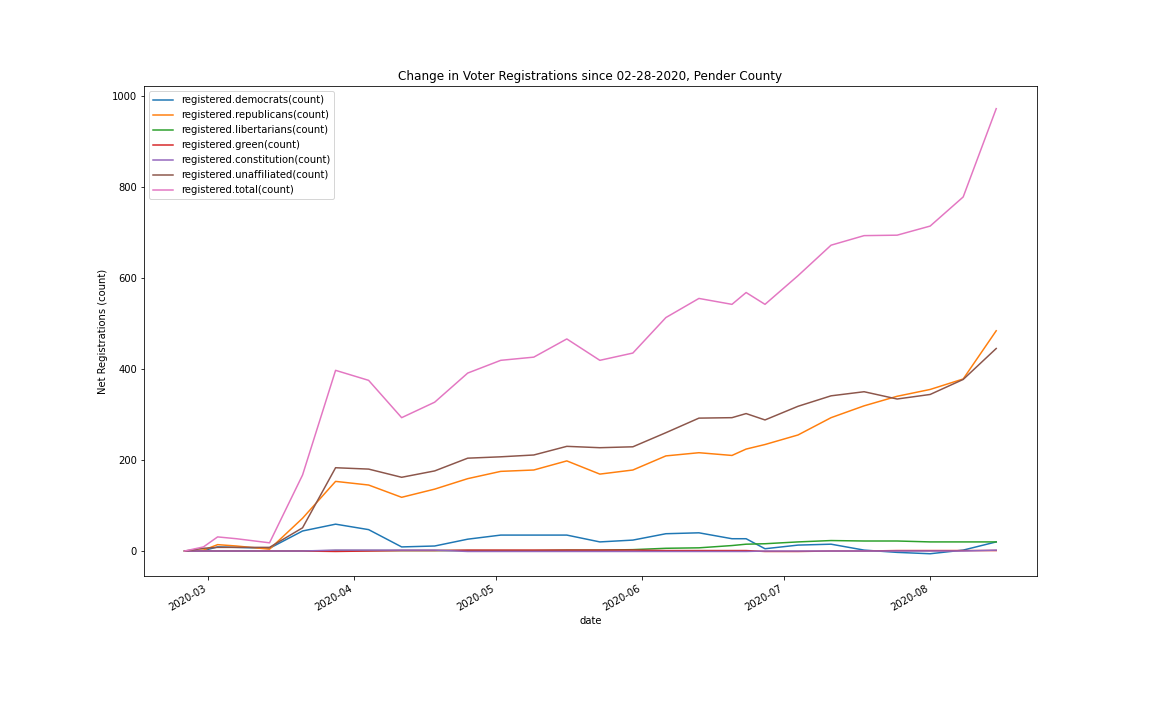 Change in Voter Registrations since 02-28-2020, Pender County
registered.democrats(count)
registered.republicans(count)
registered.libertarians(count)
registered.green(count)
registered.constitution(count)
registered.unaffiliated(count)
registered.total(count)
Net Registrations (count)
1000
800
600
400
200
0
2020-03
2020-04
2020-05
2020-06
2020-07
2020-08
date